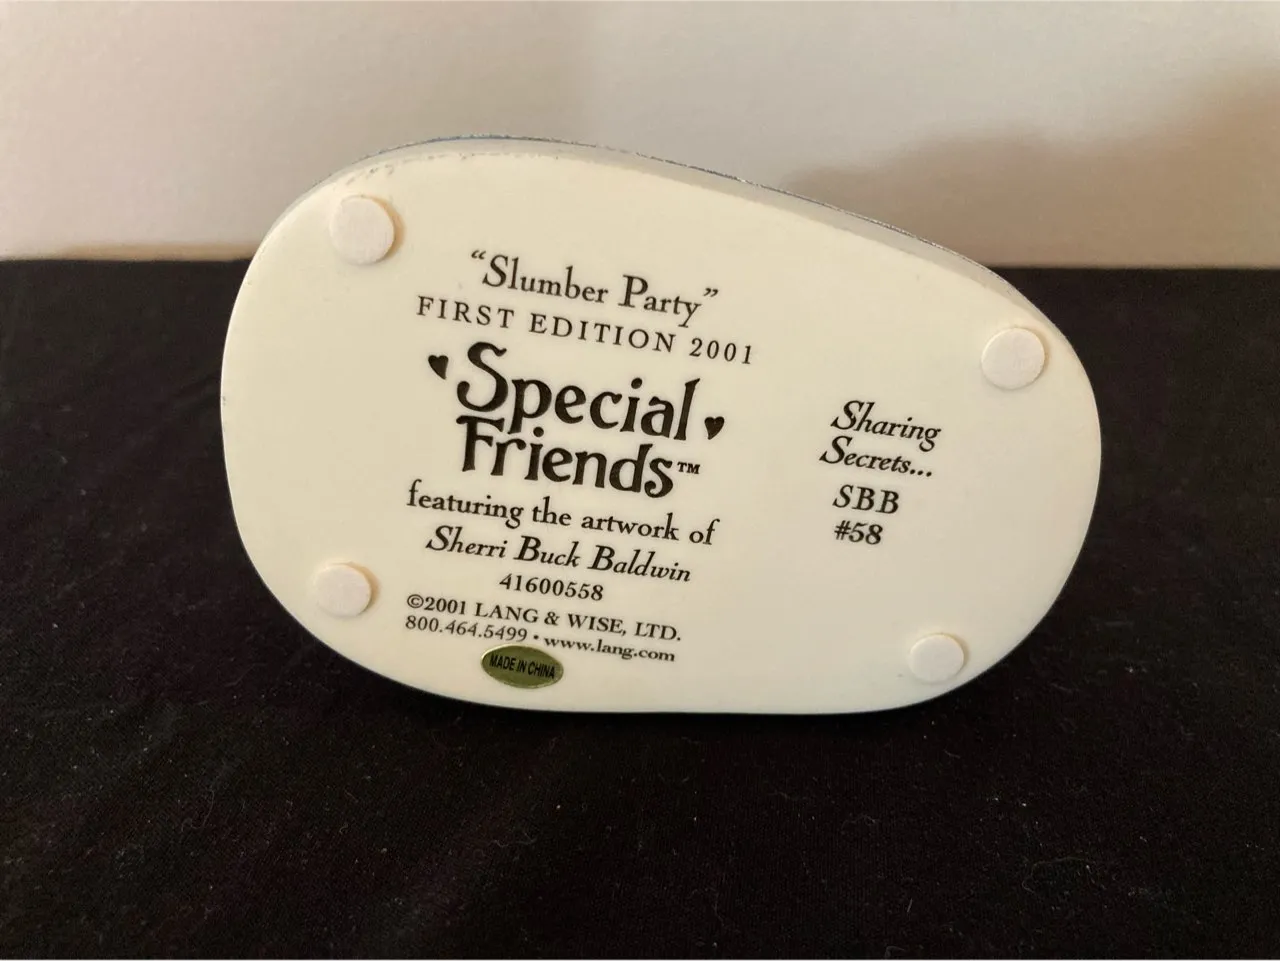 “Slumber Party”
FIRST EDITION 2001
Special
Friends™
featuring the artwork of
Sherri Buck Baldwin
41600558
©2001 LANG & WISE, LTD.
800.464.5499 • www.lang.com
MADE IN CHINA
Sharing
Secrets...
SBB
#58